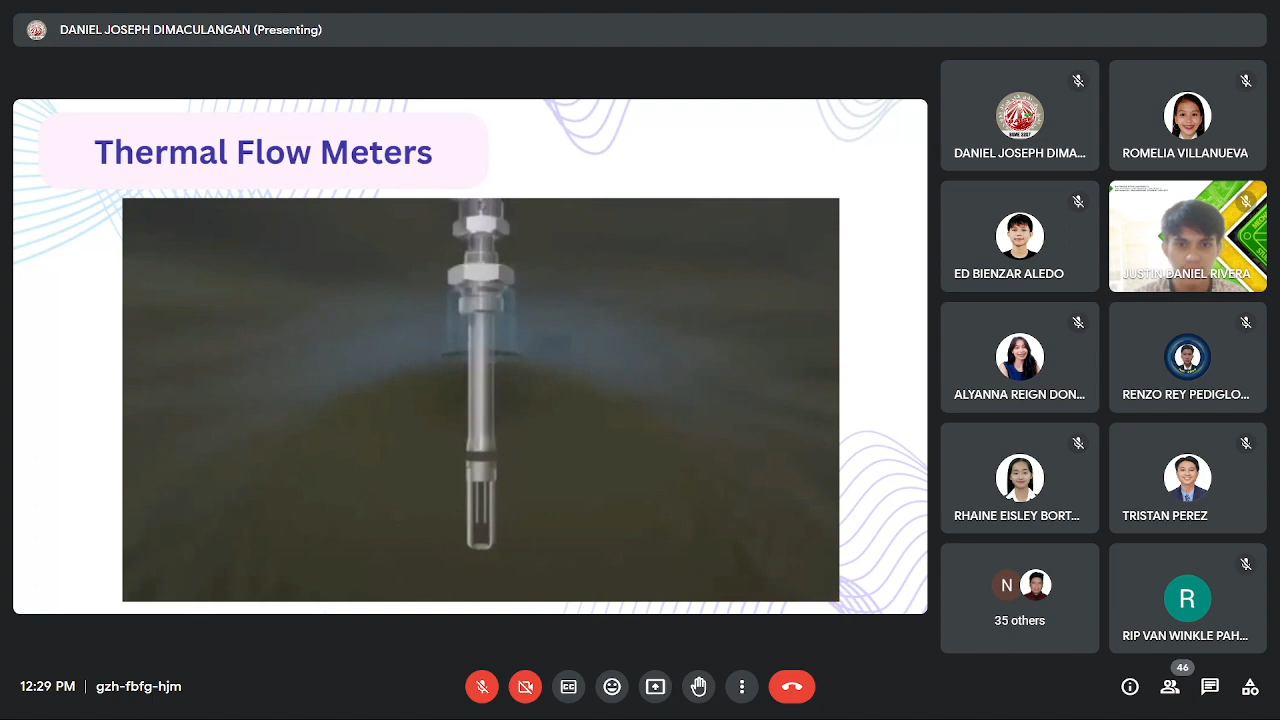 DANIEL JOSEPH DIMACULANGAN (Presenting)
Thermal Flow Meters
DANIEL JOSEPH DIMA...
ROMELIA VILLANUEVA
ED BIENZAR ALEDO
JUSTIN DANIEL RIVERA
ALYANNA REIGN DON...
RENZO REY PEDIGLO...
RHAINE EISLEY BORT...
TRISTAN PEREZ
N
35 others
R
RIP VAN WINKLE PAH...
12:29 PM | gzh-fbfg-hjm
46